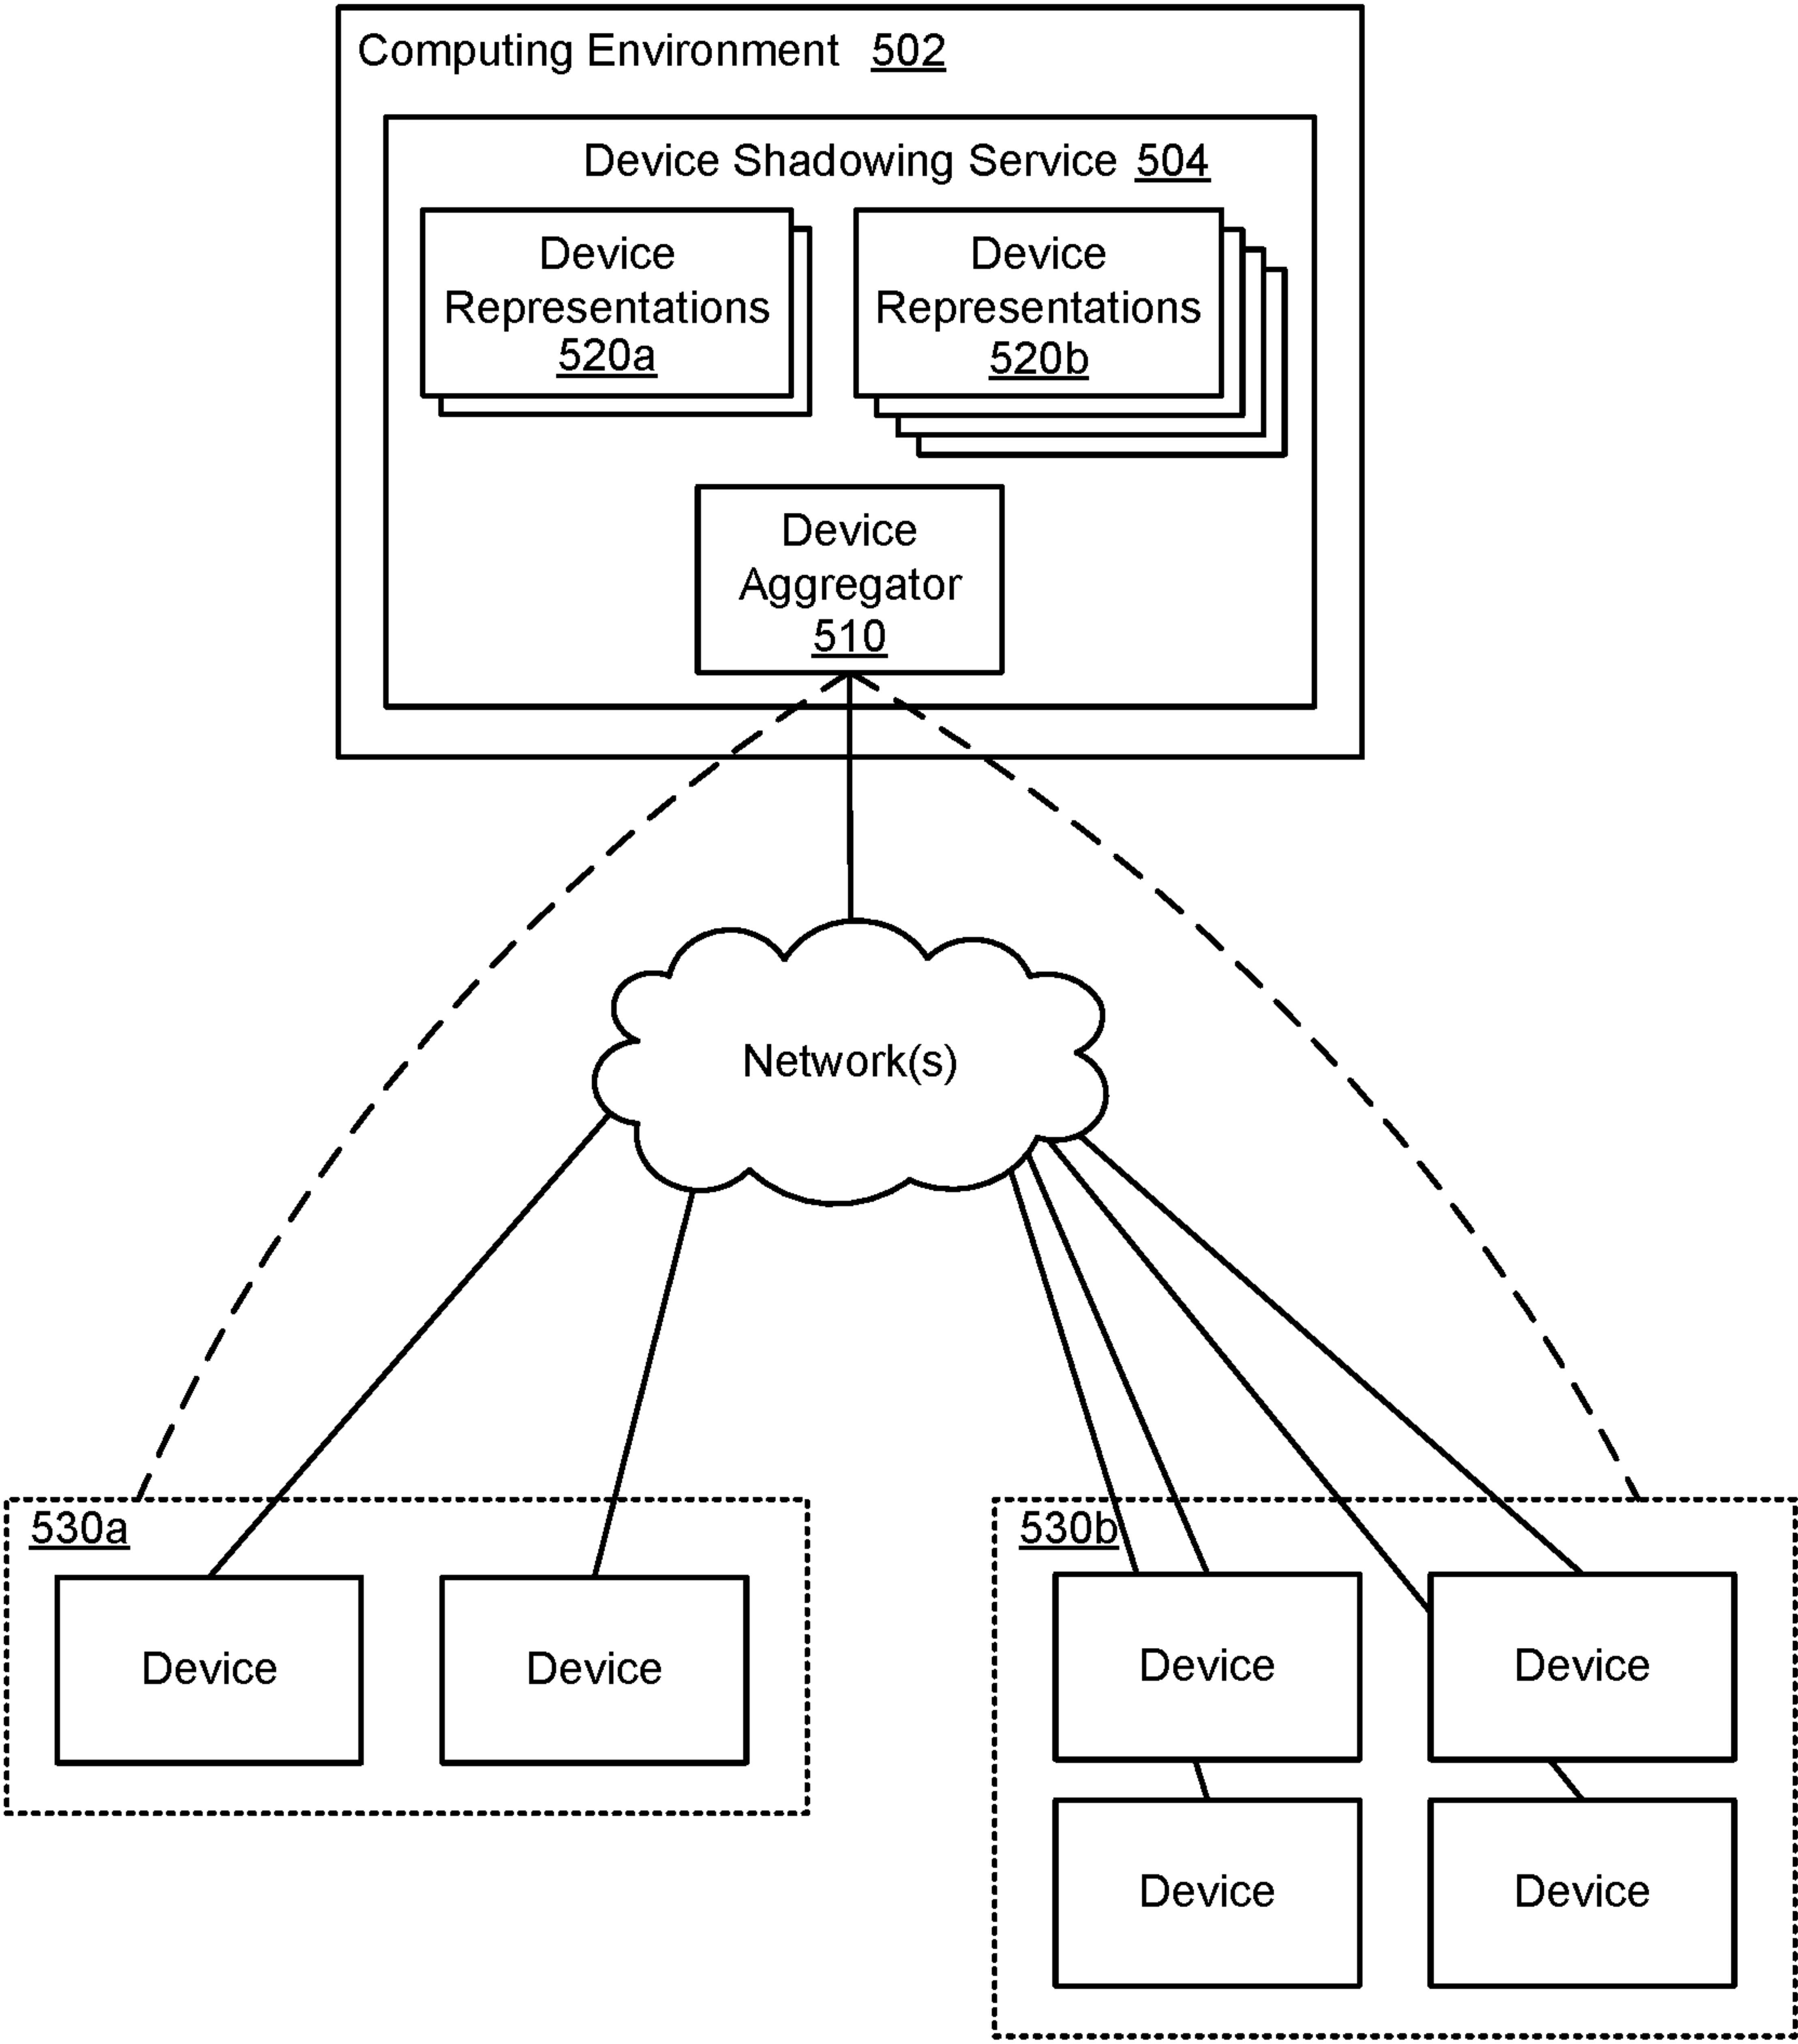 Computing Environment 502
Device Shadowing Service 504
Device
Representations
520a
Device
Representations
520b
Device
Aggregator
510
Network(s)
530a
Device
Device
530b
Device
Device
Device
Device